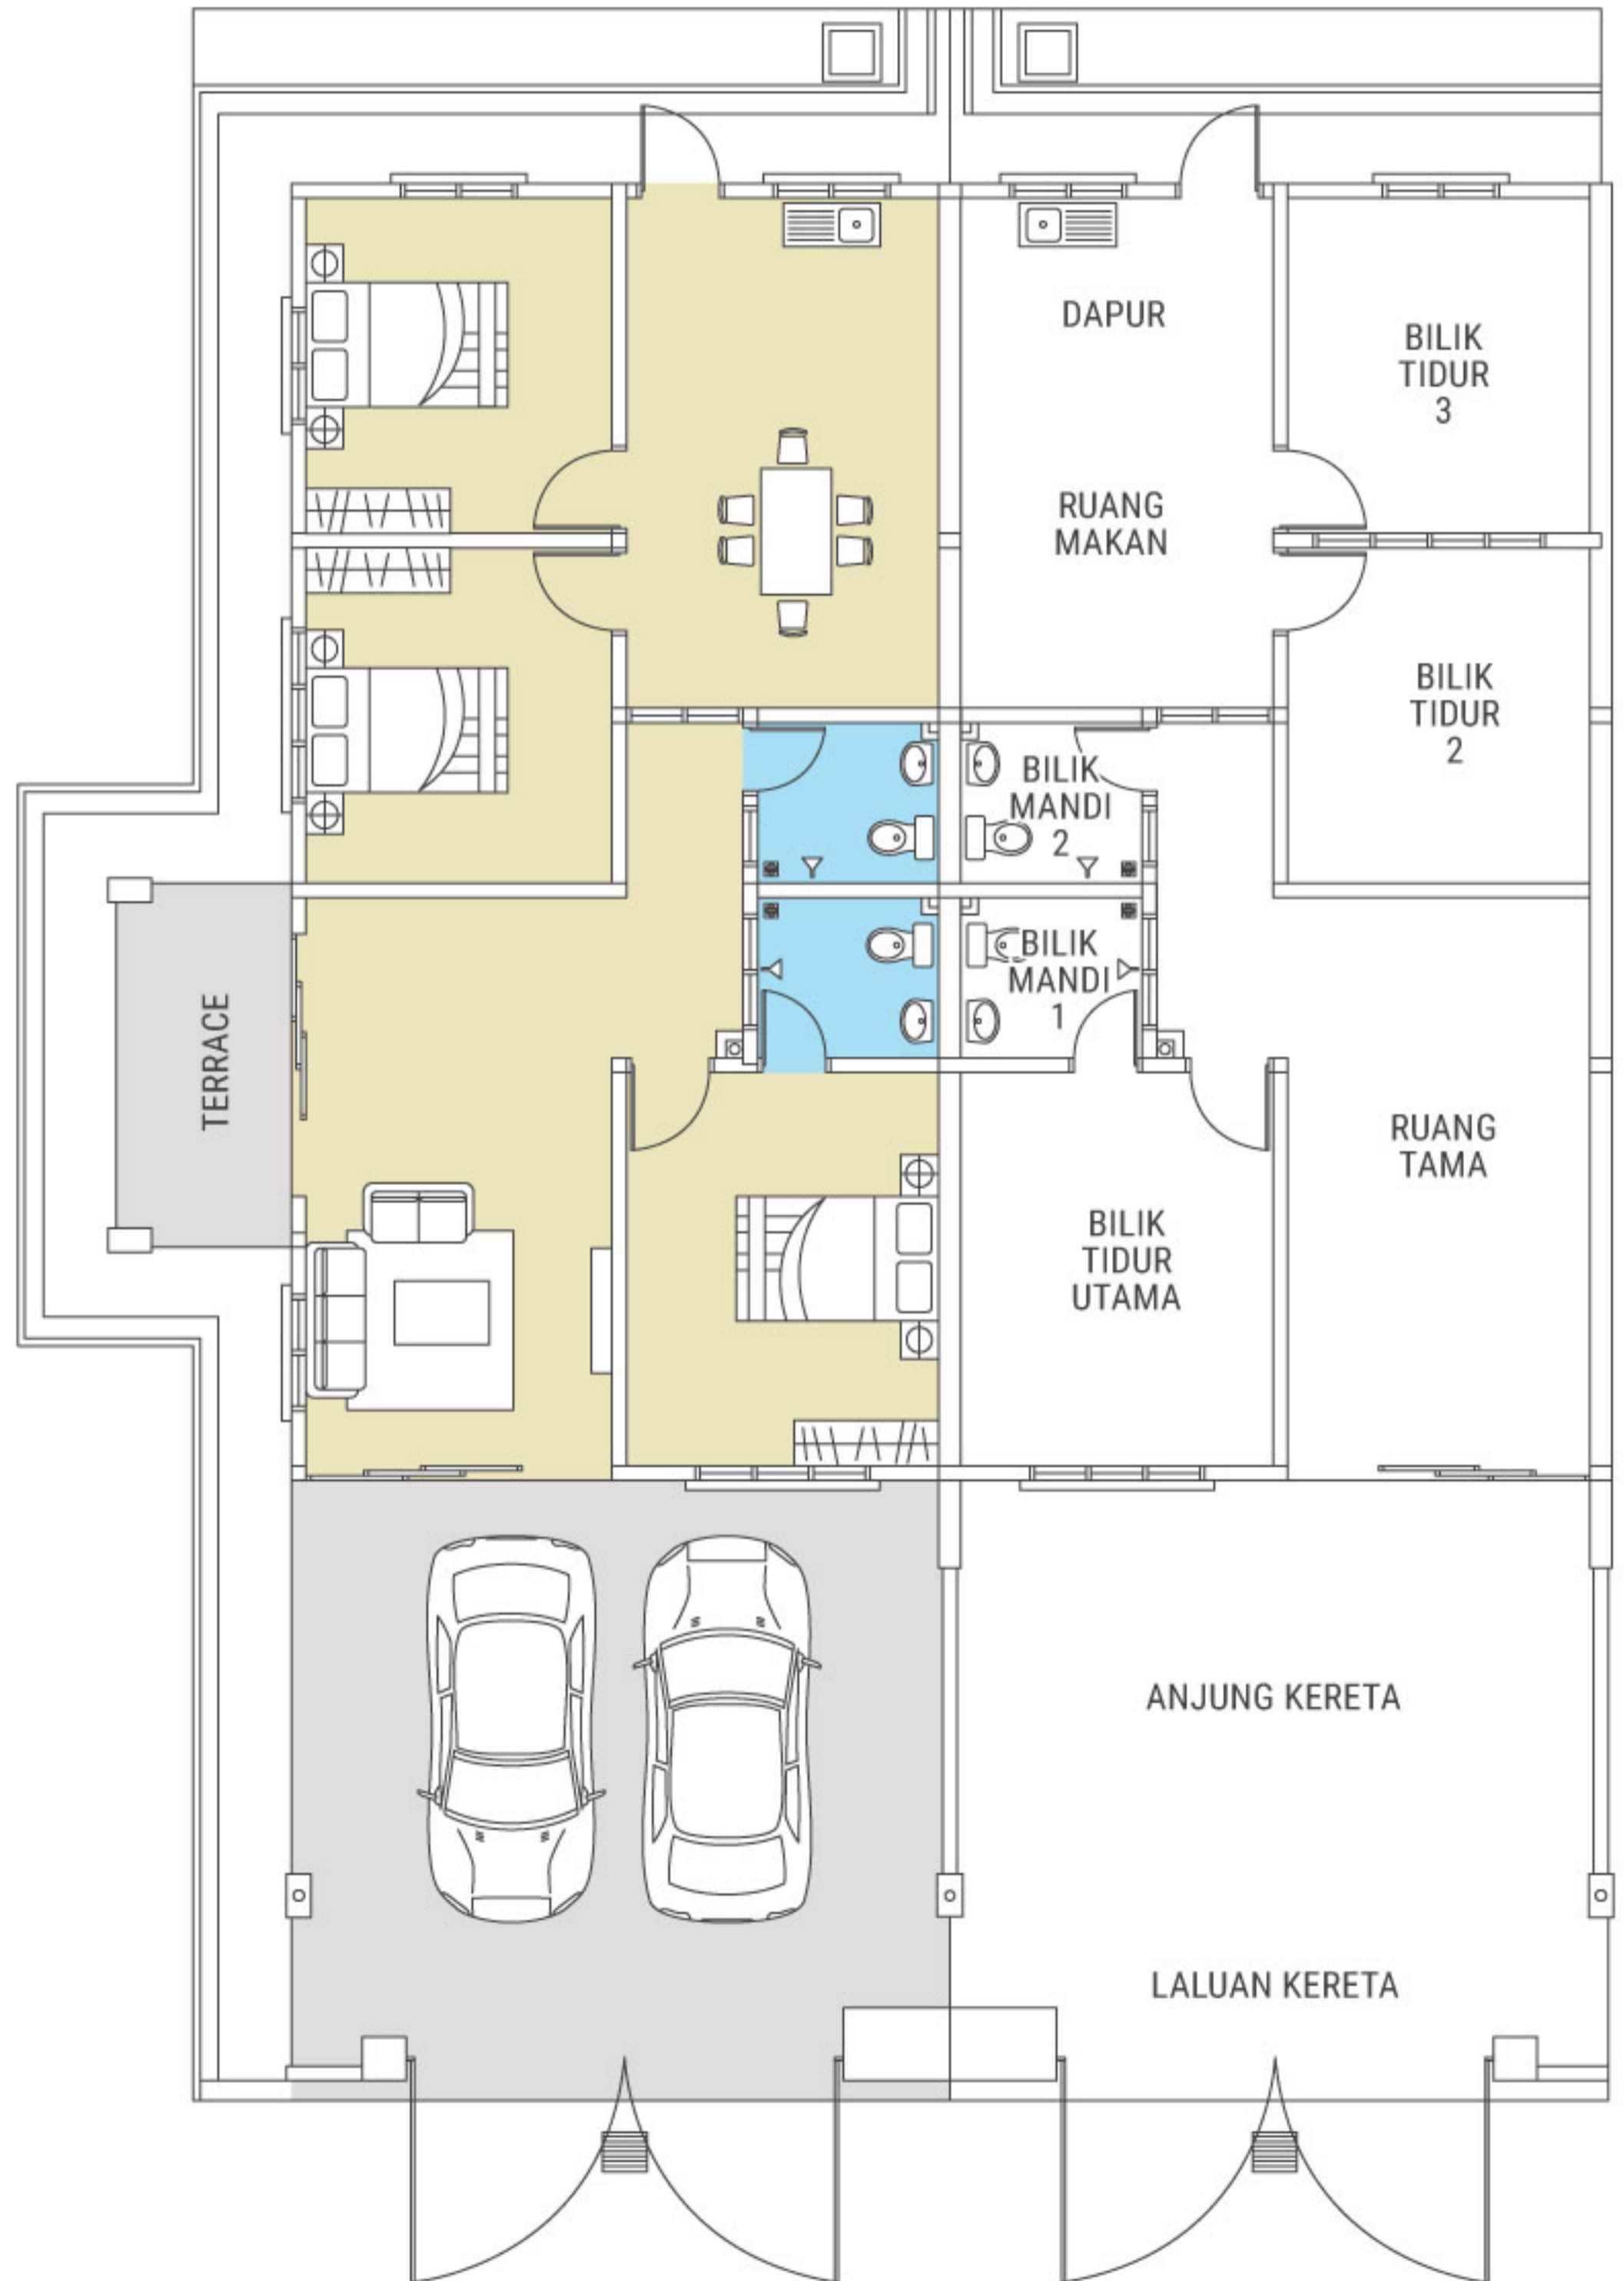 DAPUR
BILIK
TIDUR
3
RUANG
MAKAN
BILIK
TIDUR
2
BILIK
MANDI
2
BILIK
MANDI
1
TERRACE
RUANG
TAMA
BILIK
TIDUR
UTAMA
ANJUNG KERETA
LALUAN KERETA